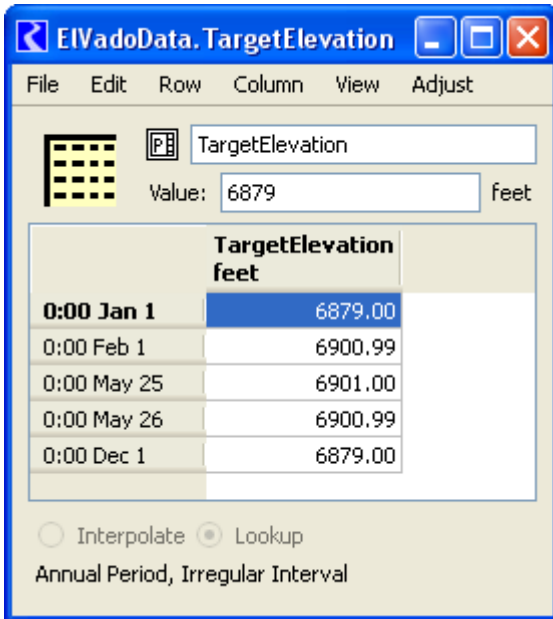 ElVadoData.TargetElevation
File Edit Row Column View Adjust
TargetElevation
Value: 6879 feet
TargetElevation
feet
0:00 Jan 1 6879.00
0:00 Feb 1 6900.99
0:00 May 25 6901.00
0:00 May 26 6900.99
0:00 Dec 1 6879.00
Interpolate Lookup
Annual Period, Irregular Interval